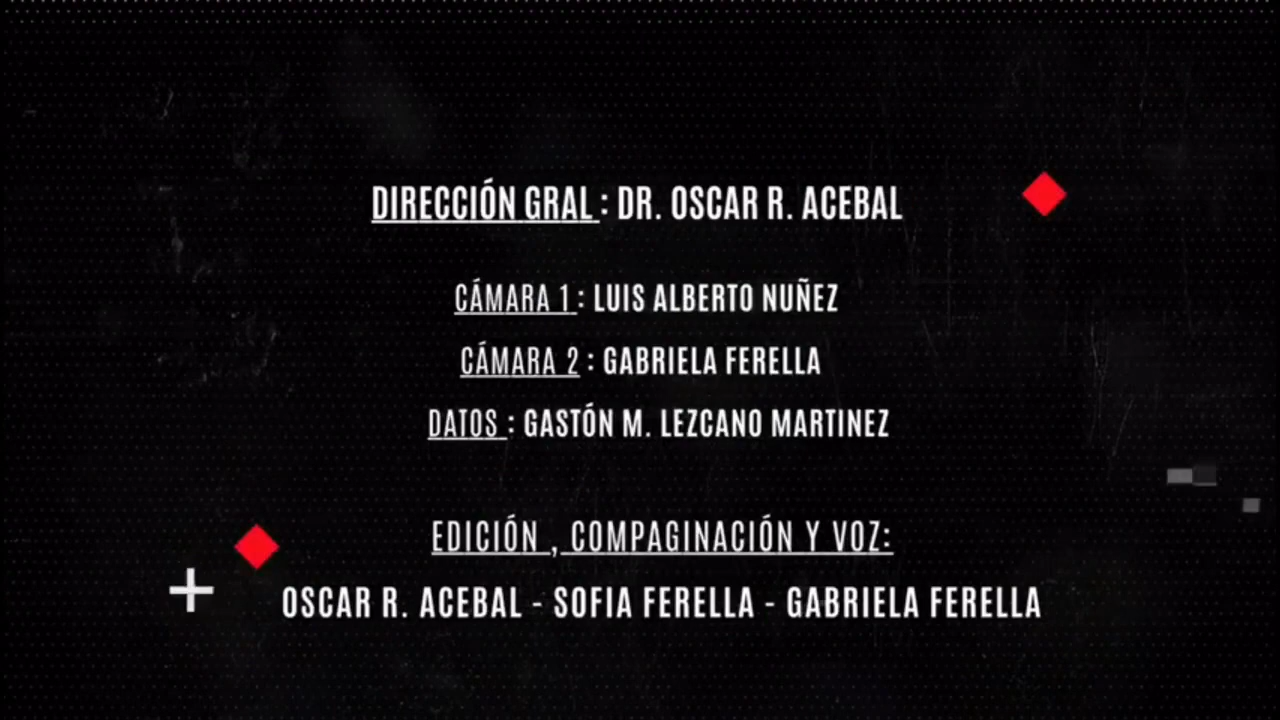 DIRECCIÓN GRAL : DR. OSCAR R. ACEBAL
CÁMARA 1 : LUIS ALBERTO NUÑEZ
CÁMARA 2 : GABRIELA FERELLA
DATOS : GASTÓN M. LEZCANO MARTINEZ
EDICIÓN , COMPAGINACIÓN Y VOZ:
OSCAR R. ACEBAL - SOFIA FERELLA - GABRIELA FERELLA